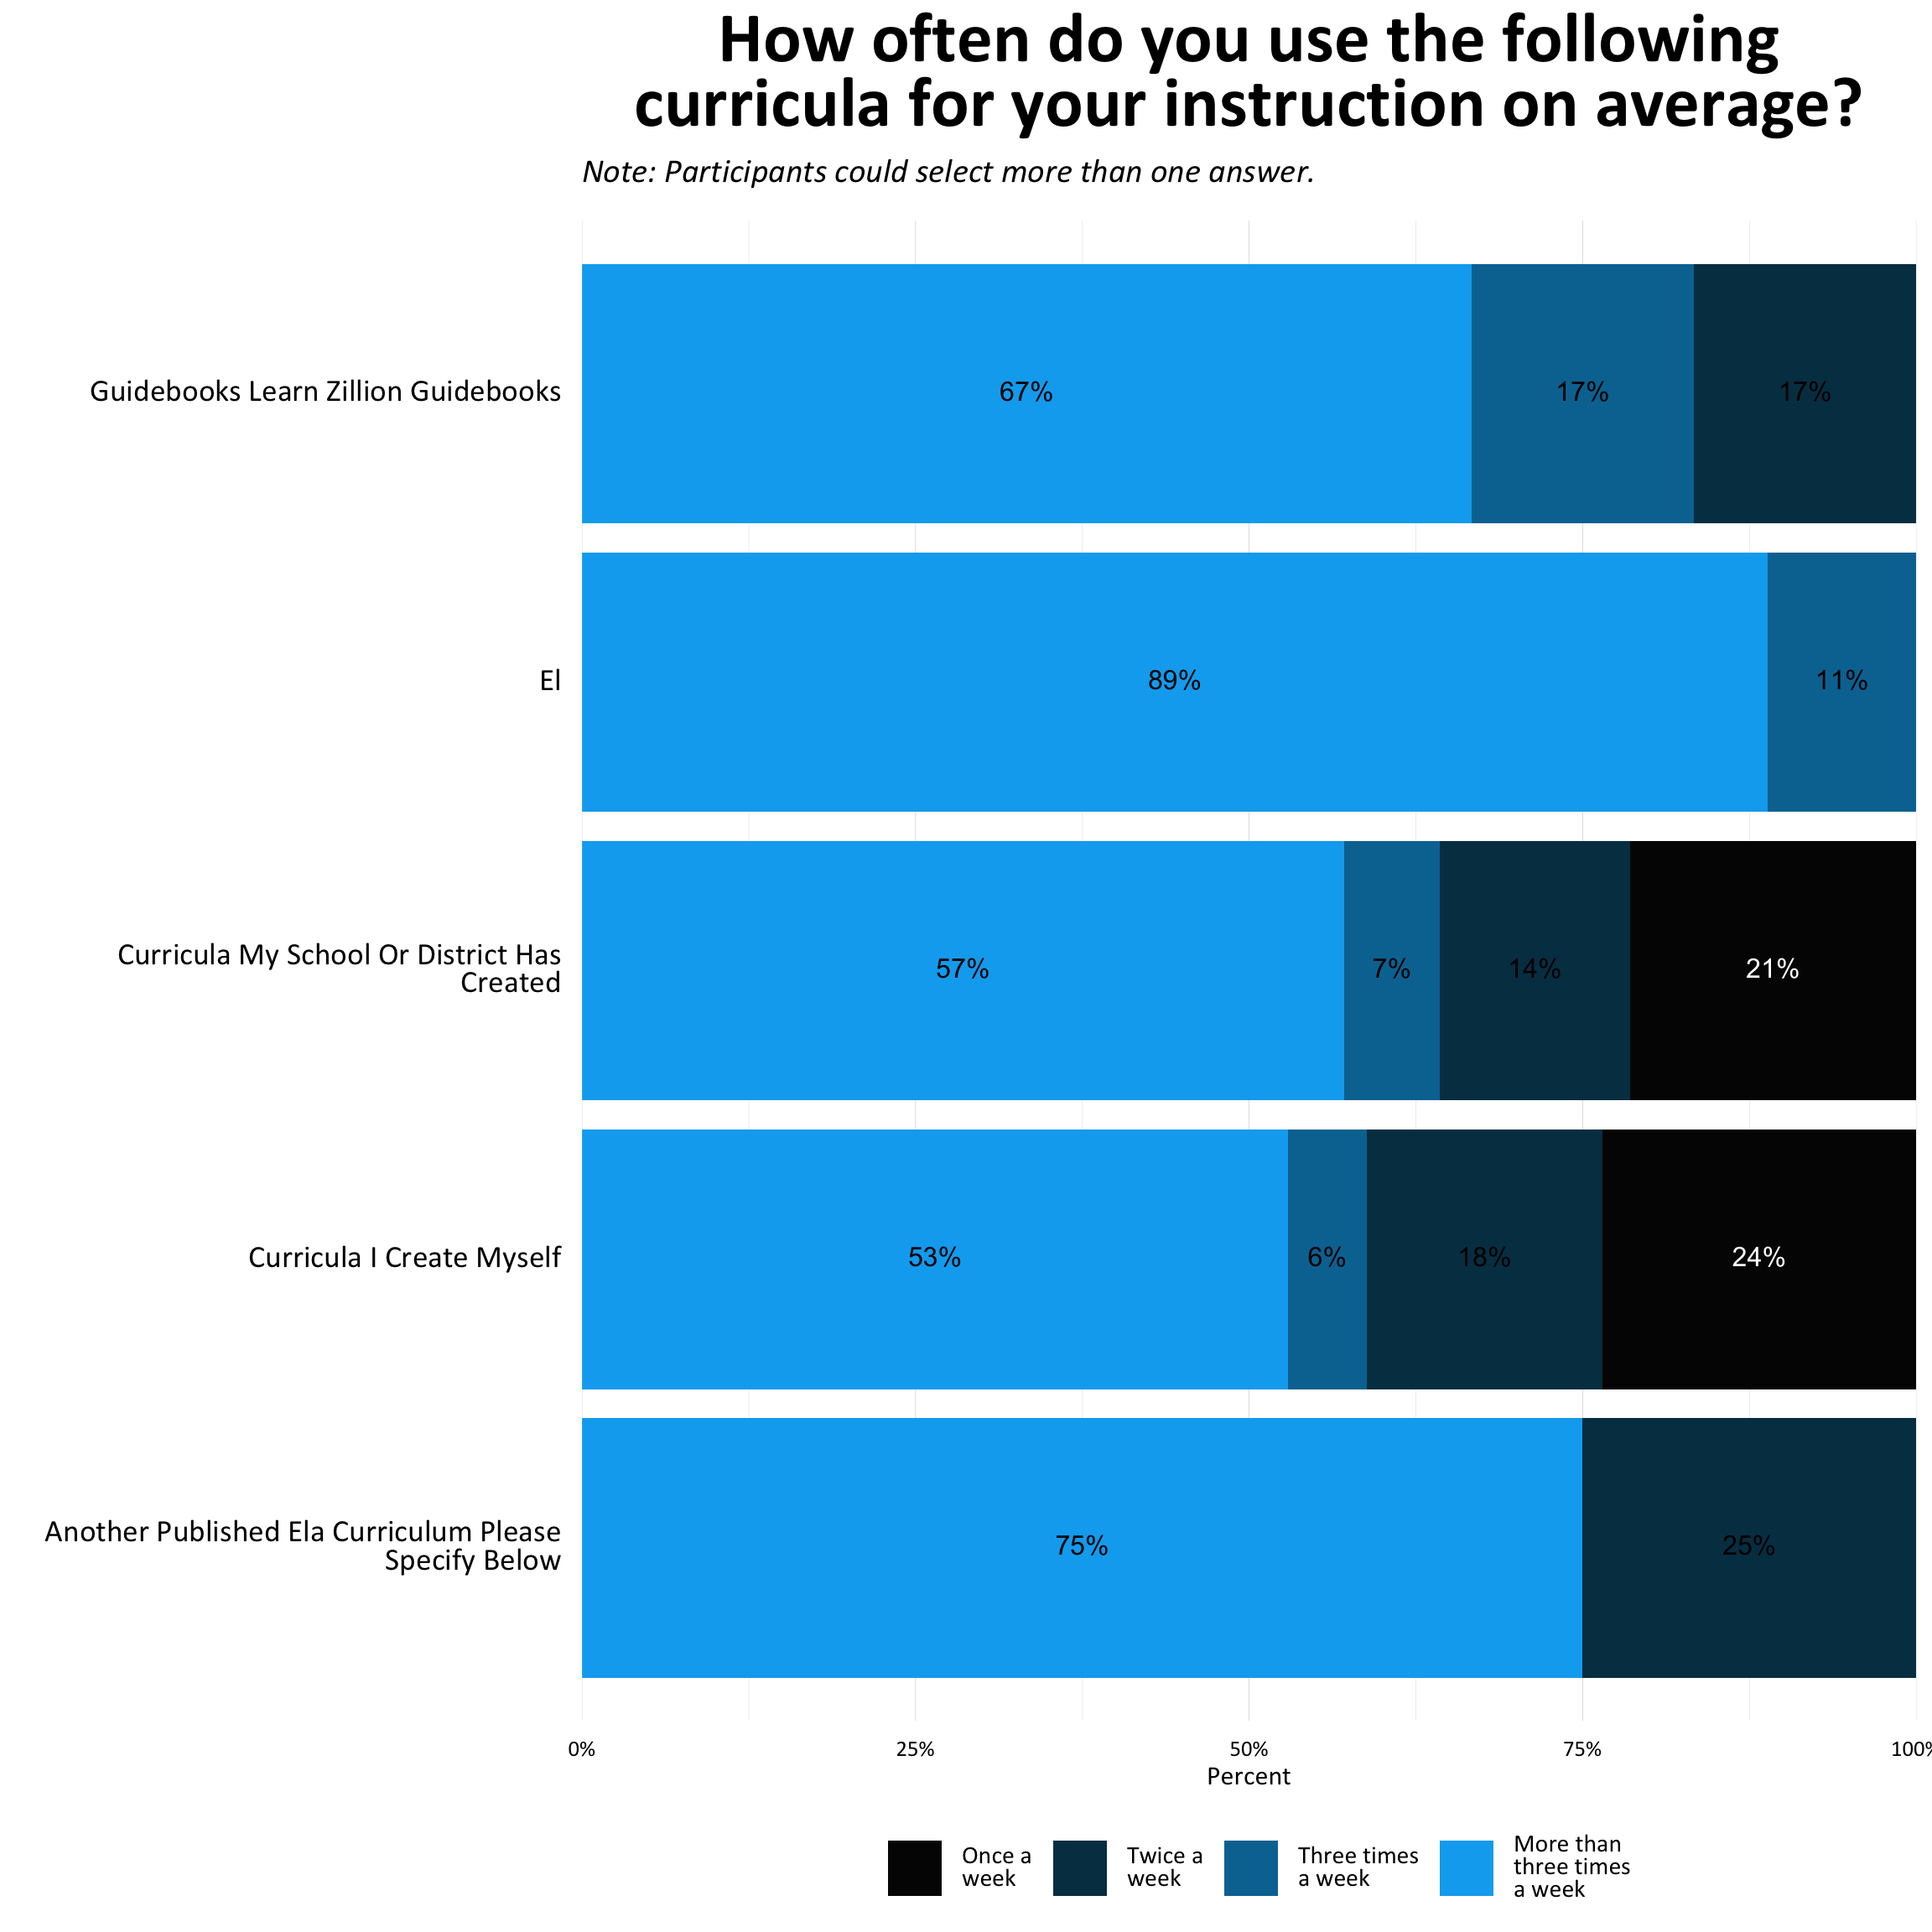 How often do you use the following
curricula for your instruction on average?
Note: Participants could select more than one answer.
Guidebooks Learn Zillion Guidebooks
67%
17%
17%
El
89%
11%
Curricula My School Or District Has
Created
57%
7%
14%
21%
Curricula I Create Myself
53%
6%
18%
24%
Another Published Ela Curriculum Please
Specify Below
75%
25%
0%
25%
50%
75%
100%
Percent
Once a
week
Twice a
week
Three times
a week
More than
three times
a week